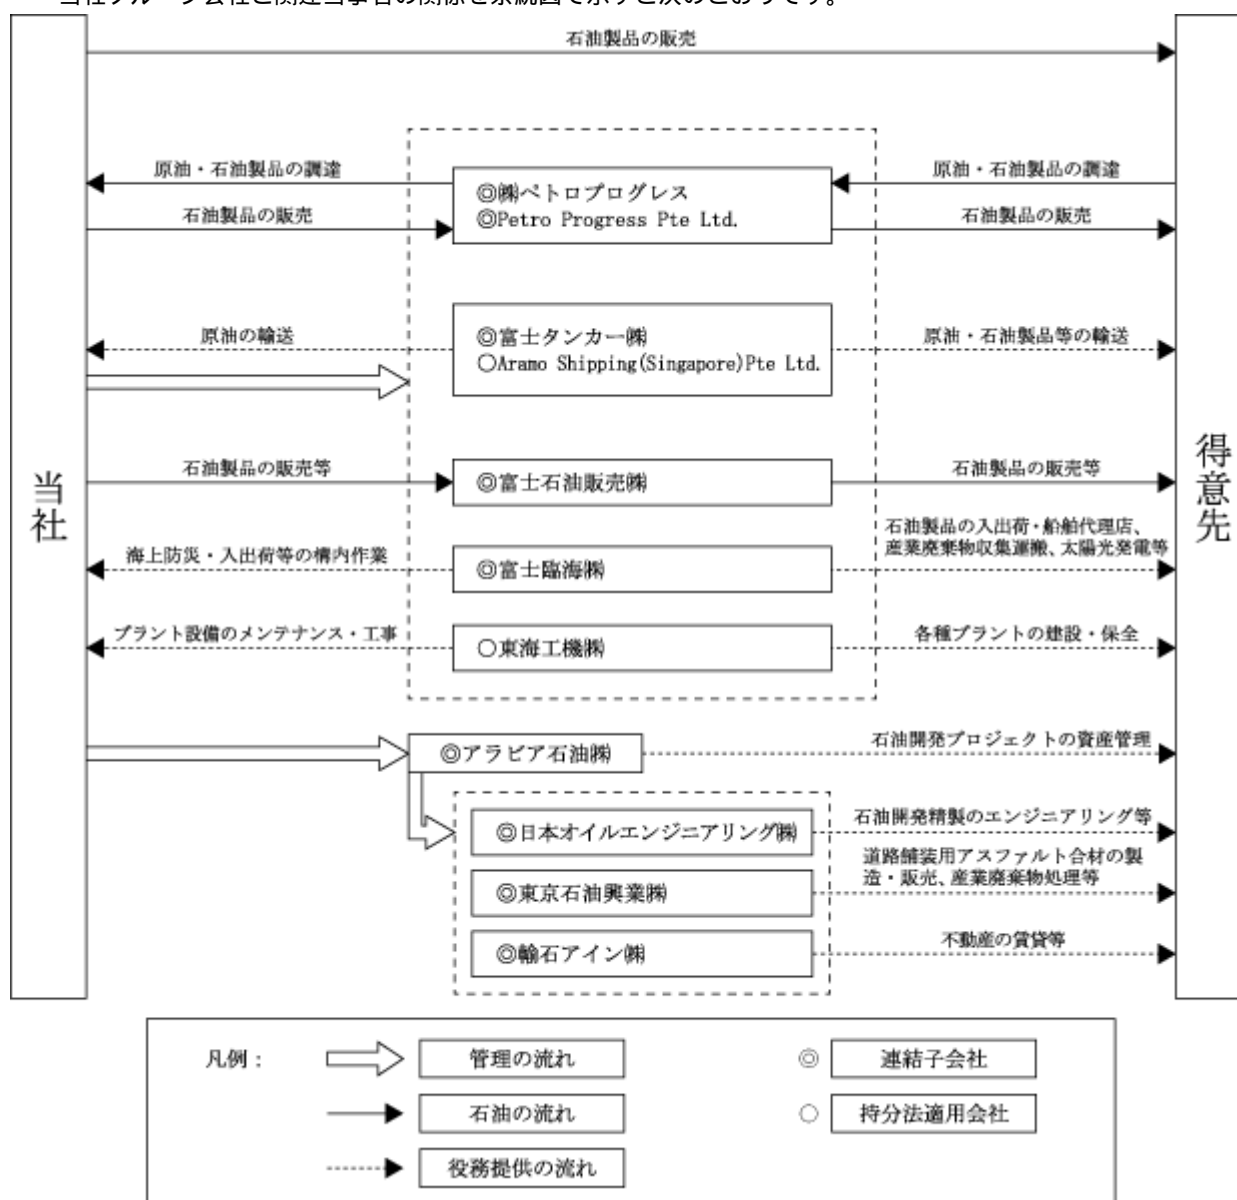 当社グループ会社と関連当事者の関係を系統図で示すと次のとおりです。
石油製品の販売
原油・石油製品の調達
石油製品の販売
◎㈱ペトロプログレス
◎Petro Progress Pte Ltd.
原油・石油製品の調達
石油製品の販売
原油の輸送
◎富士タンカー㈱
○Aramo Shipping(Singapore)Pte Ltd.
原油・石油製品等の輸送
当社
得意先
石油製品の販売等
◎富士石油販売㈱
石油製品の販売等
海上防災・入出荷等の構内作業
◎富士臨海㈱
石油製品の入出荷・船舶代理店、
産業廃棄物収集運搬、太陽光発電等
プラント設備のメンテナンス・工事
○東海工機㈱
各種プラントの建設・保全
◎アラビア石油㈱
石油開発プロジェクトの資産管理
◎日本オイルエンジニアリング㈱
石油開発精製のエンジニアリング等
◎東京石油興業㈱
道路舗装用アスファルト合材の製
造・販売、産業廃棄物処理等
◎輸石アイン㈱
不動産の賃貸等
凡例：
管理の流れ
◎ 連結子会社
石油の流れ
○ 持分法適用会社
役務提供の流れ